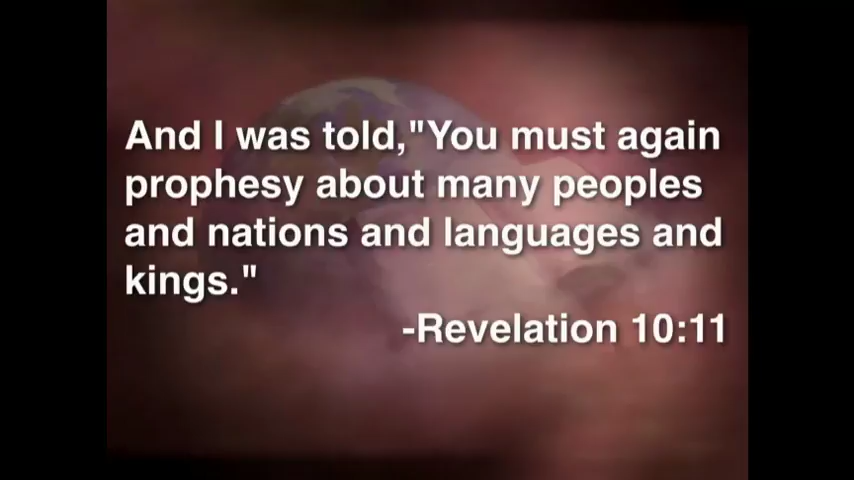 And I was told,"You must again
prophesy about many peoples
and nations and languages and
kings."
-Revelation 10:11